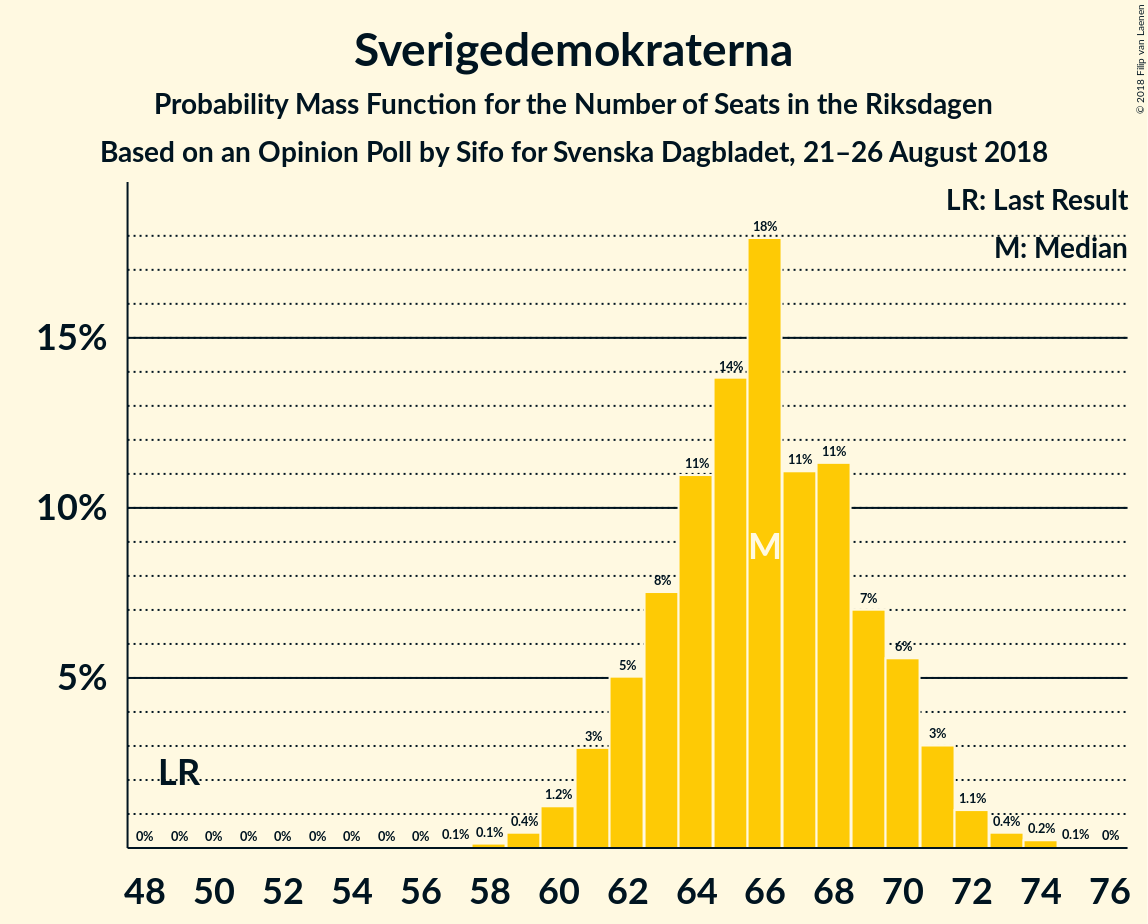 Sverigedemokraterna
Probability Mass Function for the Number of Seats in the Riksdagen
Based on an Opinion Poll by Sifo for Svenska Dagbladet, 21–26 August 2018
© 2018 Filip van Laenen
LR: Last Result
M: Median
18%
15%
14%
11%
11%
11%
10%
M
8%
7%
6%
5%
5%
3%
3%
LR
1.2%
1.1%
0.4%
0.4%
0% 0% 0% 0% 0% 0% 0% 0% 0% 0.1% 0.1% 0.2% 0.1% 0%
48 50 52 54 56 58 60 62 64 66 68 70 72 74 76